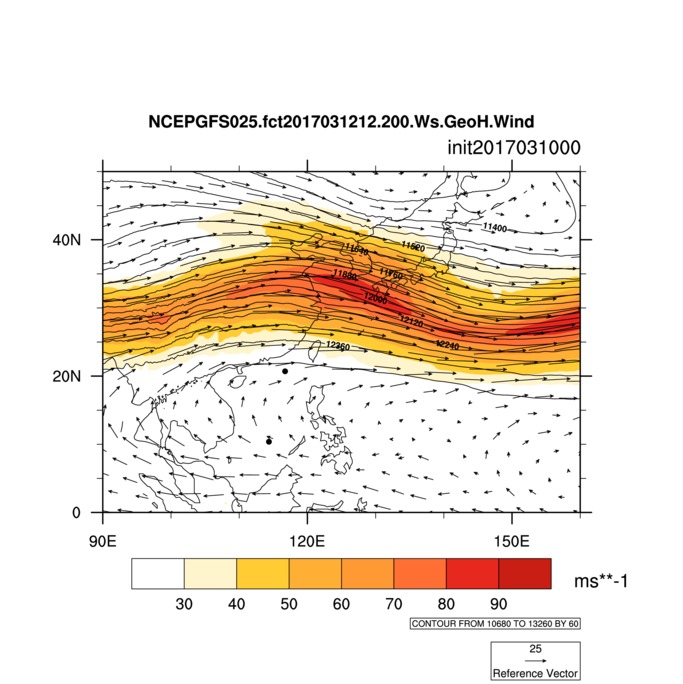 NCEPGFS025.fct2017031212.200.Ws.GeoH.Wind
init2017031000
11400
40N
11520
11640
11760
11880
12000
12120
12240
12360
20N
0
90E 120E 150E
30 40 50 60 70 80 90
ms**-1
CONTOUR FROM 10680 TO 13260 BY 60
25
Reference Vector